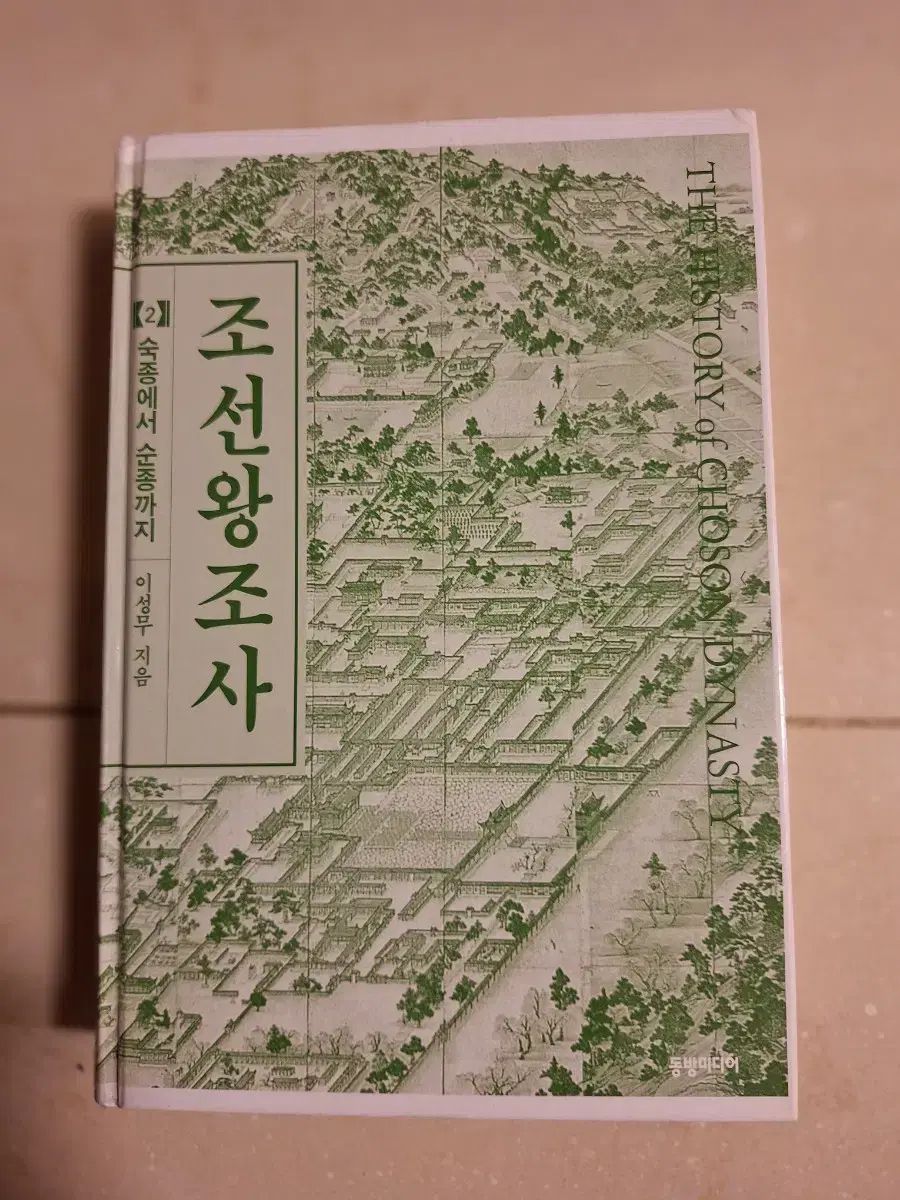 조선왕조사
【2】 숙종에서 순종까지
이성무 지음
THE HISTORY of CHOSON DYNASTY
동방미디어